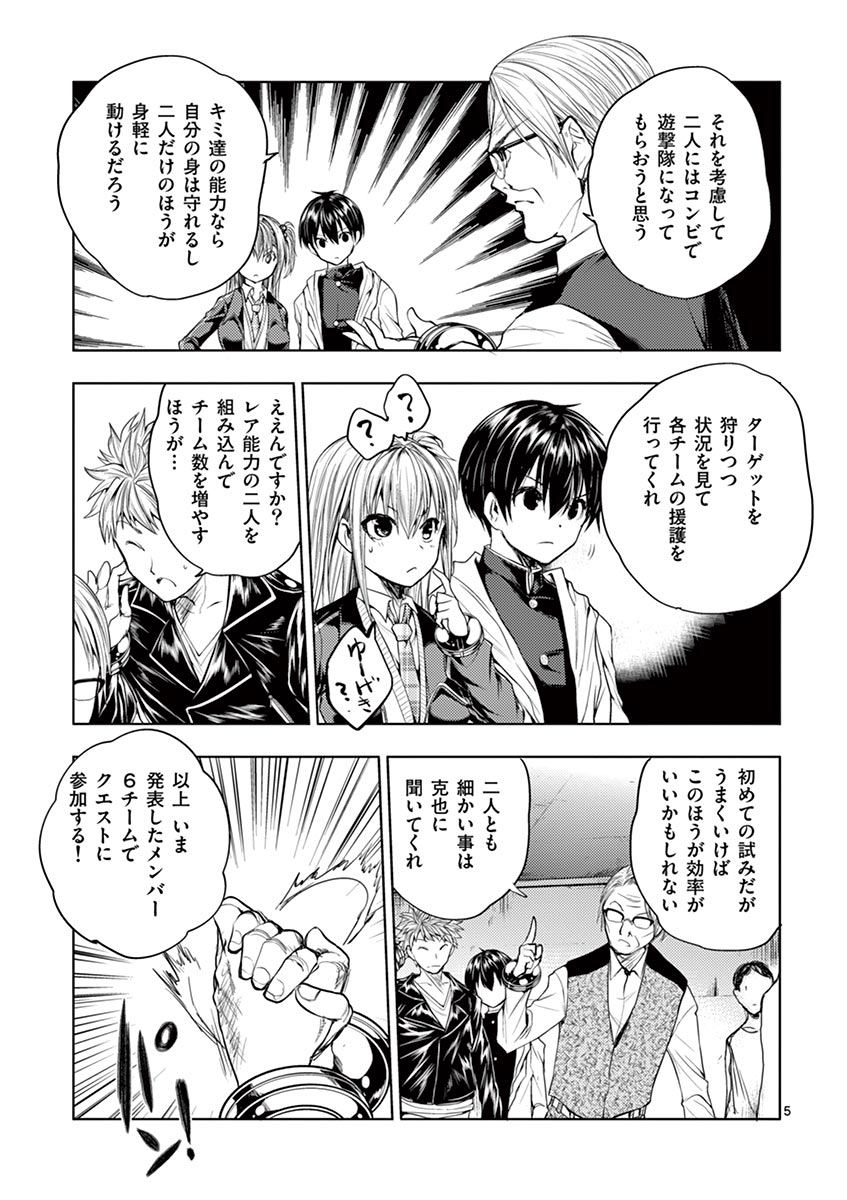 それを考慮して
二人にはコンビで
遊撃隊になって
もらおうと思う
キミ達の能力なら
自分の身は守れるし
二人だけのほうが
身軽に
動けるだろう
ターゲットを
狩りつつ
状況を見て
各チームの援護を
行ってくれ
?
?
ゆーげき
?
ええんですか?
レア能力の二人を
組み込んで
チーム数を増やす
ほうが…
初めての試みだが
うまくいけば
このほうが効率が
いいかもしれない
二人とも
細かい事は
克也に
聞いてくれ
以上 いま
発表したメンバー
6チームで
クエストに
参加する!
パン!
5